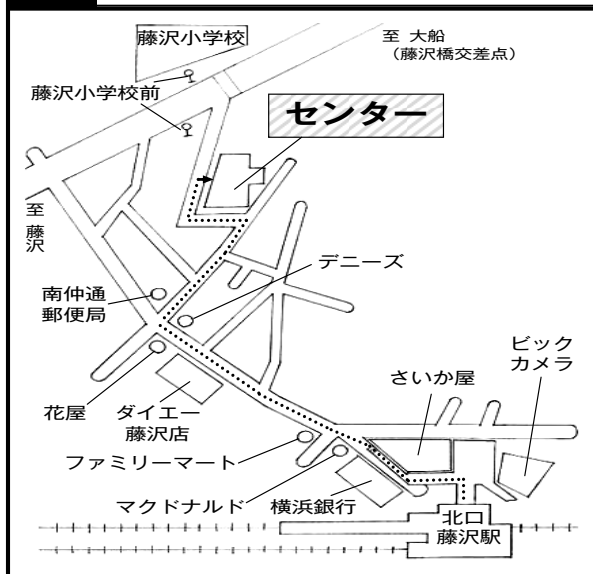 藤沢小学校
至 大船
（藤沢橋交差点）
藤沢小学校前
センター
至 藤沢
デニーズ
南仲通
郵便局
ビック
カメラ
さいか屋
花屋
ダイエー
藤沢店
ファミリーマート
マクドナルド
横浜銀行
北口
藤沢駅